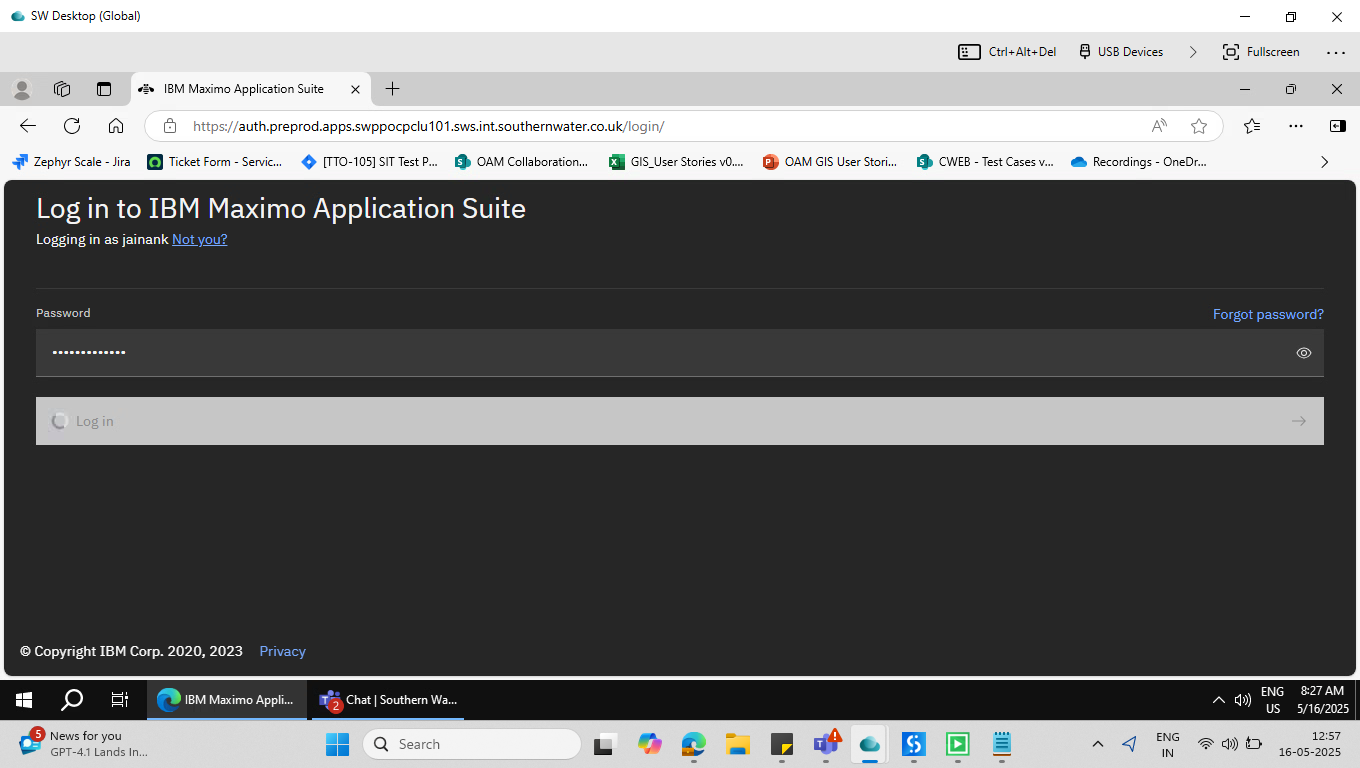 SW Desktop (Global)
Ctrl+Alt+Del
USB Devices
Fullscreen
IBM Maximo Application Suite
https://auth.preprod.apps.swppocpclu101.sws.int.southernwater.co.uk/login/
Zephyr Scale - Jira
Ticket Form - Servic...
[TTO-105] SIT Test P...
OAM Collaboration...
GIS_User Stories v0....
OAM GIS User Stori...
CWEB - Test Cases v...
Recordings - OneDr...
Log in to IBM Maximo Application Suite
Logging in as jainank Not you?
Password
Forgot password?
•••••••••••••
Log in
© Copyright IBM Corp. 2020, 2023 Privacy
IBM Maximo Appli...
2
Chat | Southern Wa...
ENG
US
8:27 AM
5/16/2025
5
News for you
GPT-4.1 Lands In...
Search
ENG
IN
12:57
16-05-2025